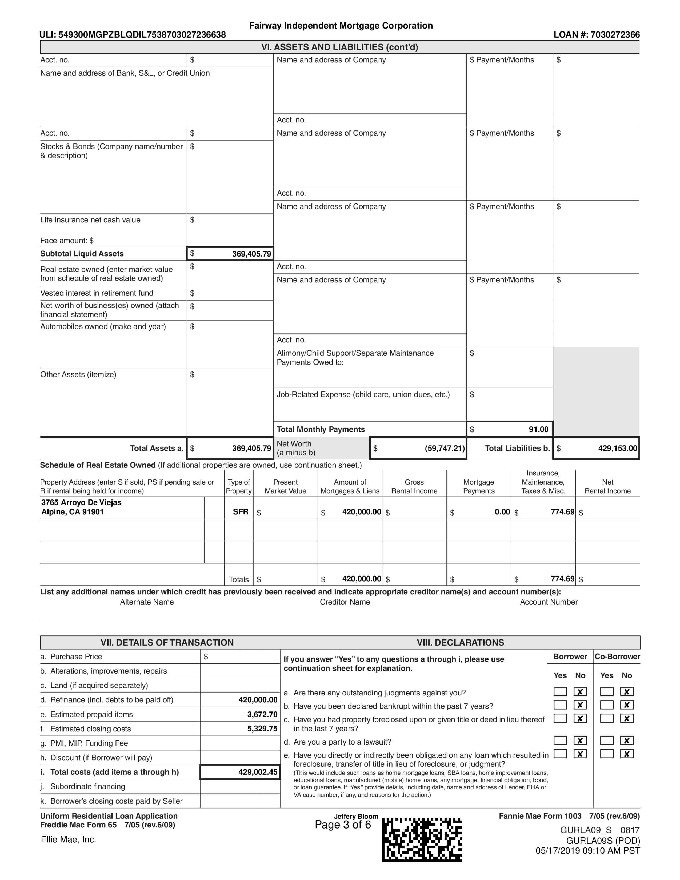 Fairway Independent Mortgage Corporation
ULI: 549300MGPZBLQDIL7538703027236638 LOAN #: 7030272366
VI. ASSETS AND LIABILITIES (cont'd)
Acct. no. $ Name and address of Company $ Payment/Months $
Name and address of Bank, S&L, or Credit Union
Acct. no.
Acct. no. $ Name and address of Company $ Payment/Months $
Stocks & Bonds (Company name/number $
& description)
Acct. no.
Name and address of Company $ Payment/Months $
Life insurance net cash value $
Face amount: $
Subtotal Liquid Assets $ 369,405.79
Real estate owned (enter market value $ Acct. no.
from schedule of real estate owned) Name and address of Company $ Payment/Months $
Vested interest in retirement fund $
Net worth of business(es) owned (attach $
financial statement)
Automobiles owned (make and year) $
Acct. no.
Alimony/Child Support/Separate Maintenance $
Payments Owed to:
Other Assets (itemize) $
Job-Related Expense (child care, union dues, etc.) $
Total Monthly Payments $ 91.00
Total Assets a. $ 369,405.79 Net Worth $ (59,747.21) Total Liabilities b. $ 429,153.00
(a minus b)
Schedule of Real Estate Owned (If additional properties are owned, use continuation sheet.)
Property Address (enter S if sold, PS if pending sale or R if rental being held for income) Type of Property Present Market Value Amount of Mortgages & Liens Gross Rental Income Mortgage Payments Insurance, Maintenance, Taxes & Misc. Net Rental Income
3765 Arroyo De Viejas
Alpine, CA 91901 SFR $ $ 420,000.00 $ $ 0.00 $ 774.69 $
Totals $ $ 420,000.00 $ $ $ 774.69 $
List any additional names under which credit has previously been received and indicate appropriate creditor name(s) and account number(s):
Alternate Name Creditor Name Account Number
VII. DETAILS OF TRANSACTION
a. Purchase Price $
b. Alterations, improvements, repairs
c. Land (if acquired separately)
d. Refinance (incl. debts to be paid off) 420,000.00
e. Estimated prepaid items 3,672.70
f. Estimated closing costs 5,329.75
g. PMI, MIP, Funding Fee
h. Discount (if Borrower will pay)
i. Total costs (add items a through h) 429,002.45
j. Subordinate financing
k. Borrower's closing costs paid by Seller
VIII. DECLARATIONS
If you answer "Yes" to any questions a through i, please use
continuation sheet for explanation.
Borrower Co-Borrower
Yes No Yes No
a. Are there any outstanding judgments against you? X X
b. Have you been declared bankrupt within the past 7 years? X X
c. Have you had property foreclosed upon or given title or deed in lieu thereof X X
in the last 7 years?
d. Are you a party to a lawsuit? X X
e. Have you directly or indirectly been obligated on any loan which resulted in X X
foreclosure, transfer of title in lieu of foreclosure, or judgment?
(This would include such loans as home mortgage loans, SBA loans, home improvement loans,
educational loans, manufactured (mobile) home loans, any mortgage, financial obligation, bond,
or loan guarantee. If "Yes" provide details, including date, name and address of Lender, FHA or
VA case number, if any, and reasons for the action.)
Uniform Residential Loan Application Jeffery Bloom Fannie Mae Form 1003 7/05 (rev.6/09)
Freddie Mac Form 65 7/05 (rev.6/09) Page 3 of 6
GURLA09_S 0817
Ellie Mae, Inc. GURLA09S (POD)
05/17/2019 09:10 AM PST